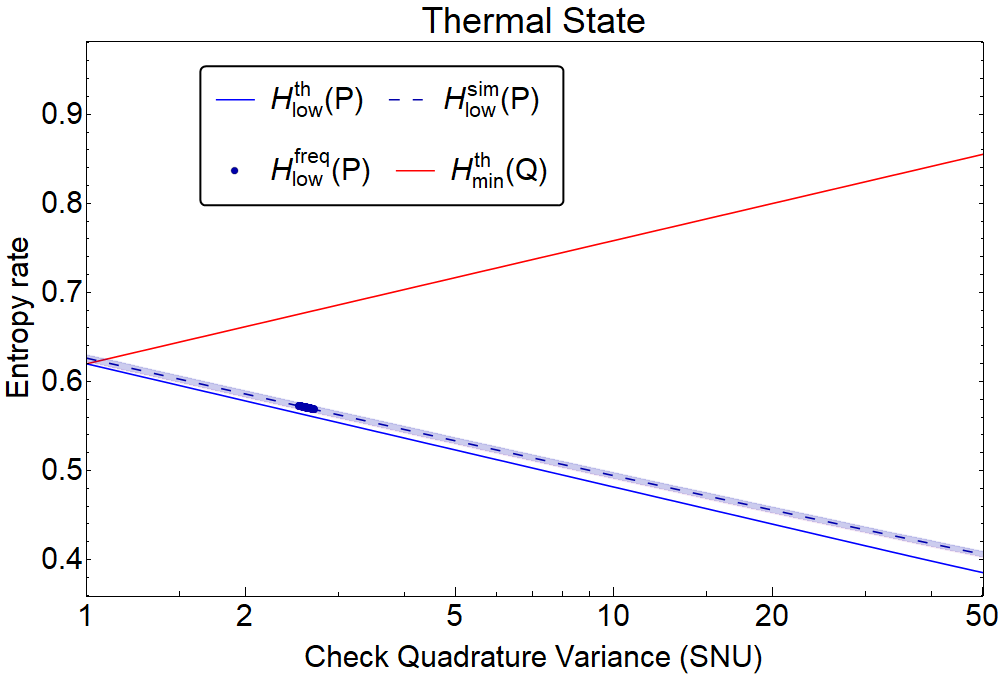 Thermal State
H^th_low(P) H^sim_low(P)
H^freq_low(P) H^th_min(Q)
Entropy rate
0.9
0.8
0.7
0.6
0.5
0.4
1 2 5 10 20 50
Check Quadrature Variance (SNU)